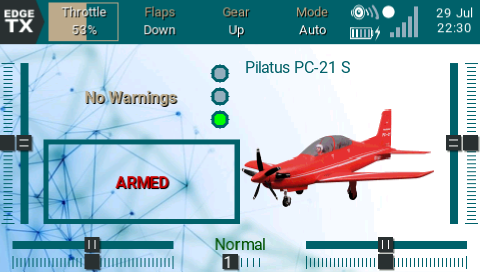 EDGE
TX
Throttle
53%
Flaps
Down
Gear
Up
Mode
Auto
29 Jul
22:30
Pilatus PC-21 S
No Warnings
ARMED
Normal
1